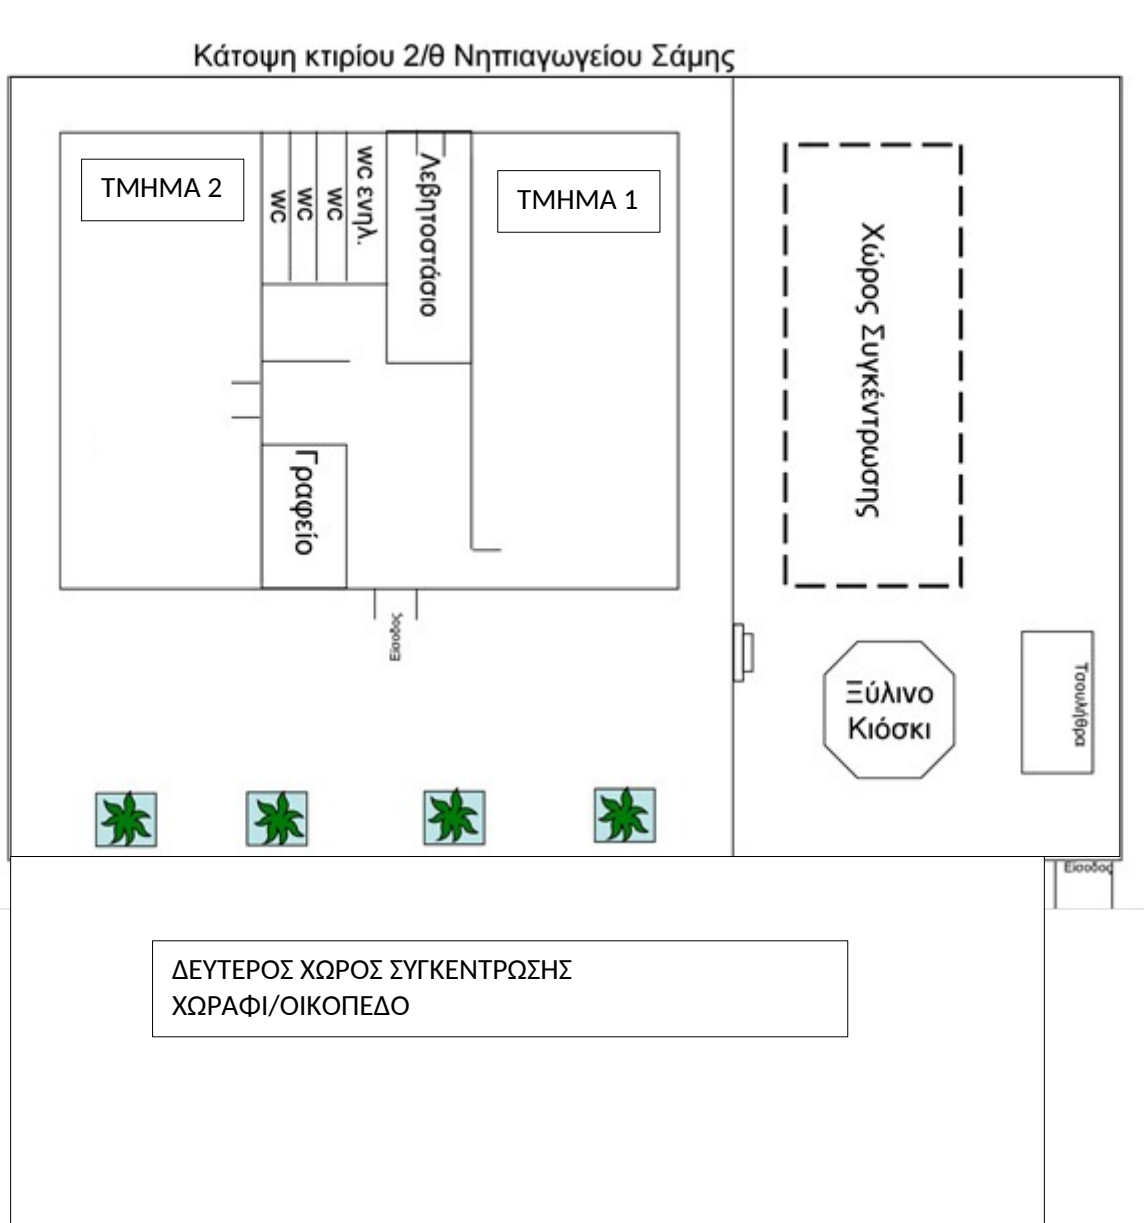 Κάτοψη κτιρίου 2/θ Νηπιαγωγείου Σάμης
ΤΜΗΜΑ 2
wc
wc
wc
wc ενηλ.
Λεβητοστάσιο
ΤΜΗΜΑ 1
Χώρος Συγκέντρωσης
Γραφείο
Είσοδος
Ξύλινο
Κιόσκι
Τσουλήθρα
Είσοδος
ΔΕΥΤΕΡΟΣ ΧΩΡΟΣ ΣΥΓΚΕΝΤΡΩΣΗΣ
ΧΩΡΑΦΙ/ΟΙΚΟΠΕΔΟ